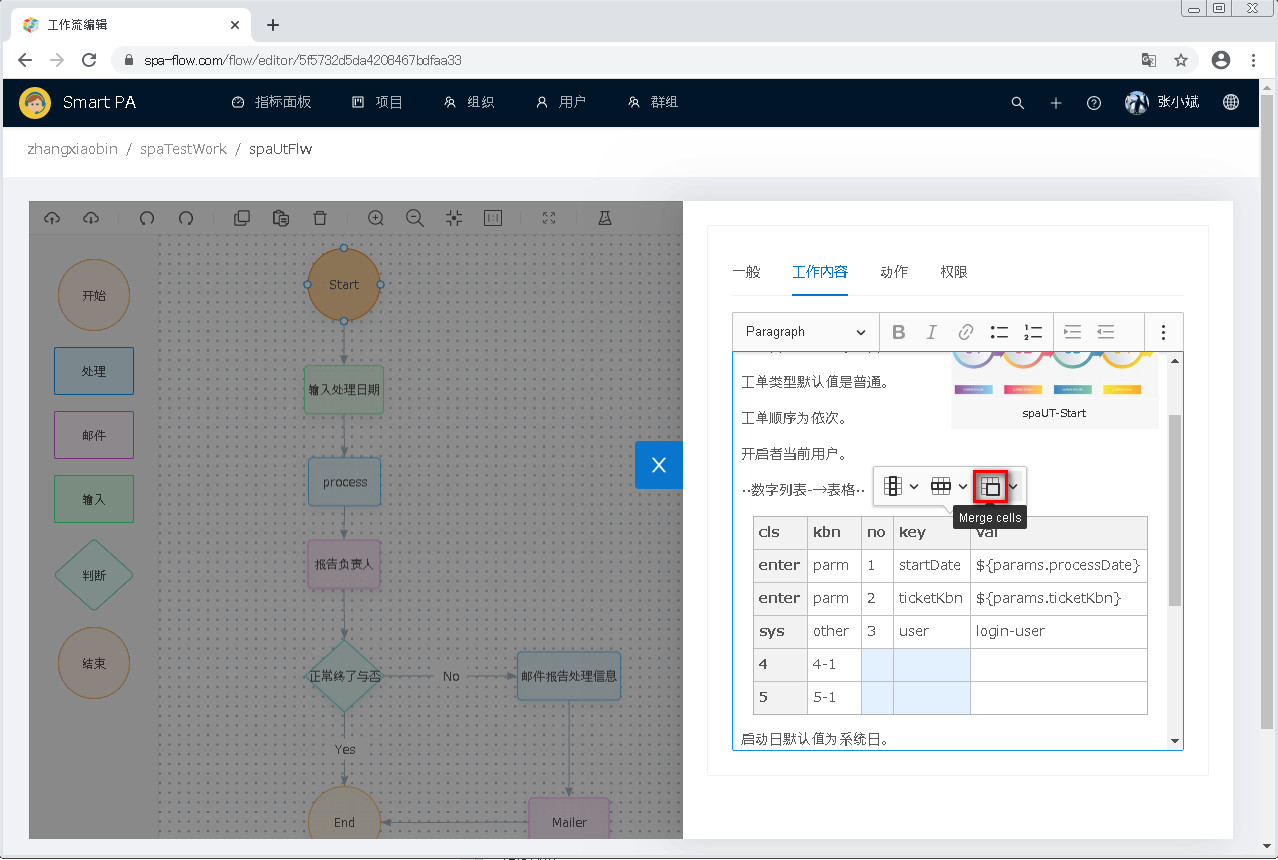 工作流编辑
spa-flow.com/flow/editor/5f5732d5da4208467bdfaa33
Smart PA
指标面板
项目
组织
用户
群组
张小斌
zhangxiaobin / spaTestWork / spaUtFlw
开始
处理
邮件
输入
判断
结束
Start
输入处理日期
process
报告负责人
正常终了与否
No
邮件报告处理信息
Yes
End
Mailer
X
一般
工作内容
动作
权限
Paragraph
工单类型默认值是普通。
spaUT-Start
工单顺序为依次。
开启者当前用户。
··数字列表-→表格··
Merge cells
cls kbn no key val
enter parm 1 startDate ${params.processDate}
enter parm 2 ticketKbn ${params.ticketKbn}
sys other 3 user login-user
4 4-1
5 5-1
启动日默认值为系统日。